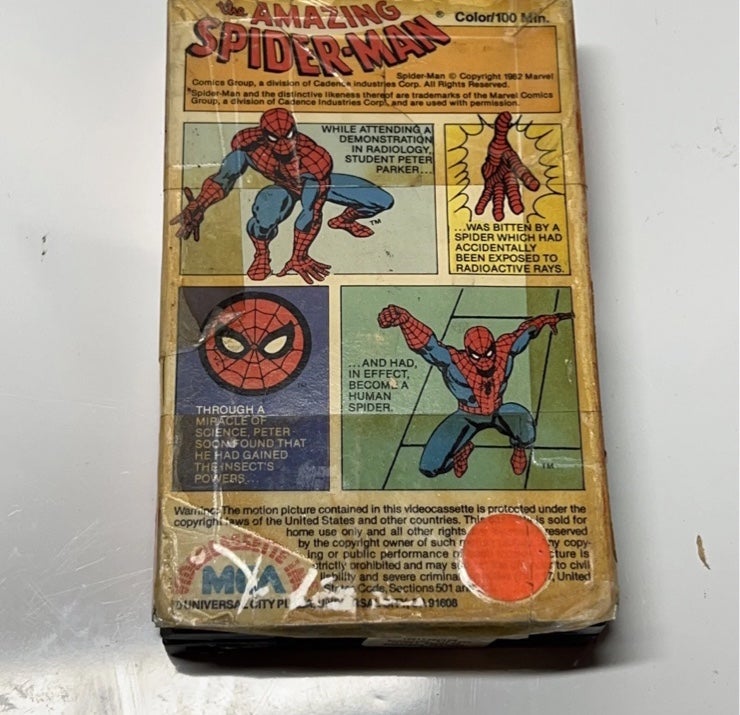 the AMAZING
SPIDER-MAN ®
Color/100 Min.
Spider-Man © Copyright 1982 Marvel
Comics Group, a division of Cadence Industries Corp. All Rights Reserved.
"Spider-Man and the distinctive likeness thereof are trademarks of the Marvel Comics
Group, a division of Cadence Industries Corp. and are used with permission.
WHILE ATTENDING A
DEMONSTRATION
IN RADIOLOGY,
STUDENT PETER
PARKER...
TM
...WAS BITTEN BY A
SPIDER WHICH HAD
ACCIDENTALLY
BEEN EXPOSED TO
RADIOACTIVE RAYS.
THROUGH A
MIRACLE OF
SCIENCE, PETER
SOON FOUND THAT
HE HAD GAINED
THE INSECT'S
POWERS...
...AND HAD,
IN EFFECT,
BECOME A
HUMAN
SPIDER.
TM
Warning: The motion picture contained in this videocassette is protected under the
copyright laws of the United States and other countries. This is sold for
home use only and all other rights reserved
by the copyright owner of such copy-
ing or public performance
strictly prohibited and may to civil
liability and severe criminal United
Code, Sections 501
MCA
UNIVERSAL CITY 91608